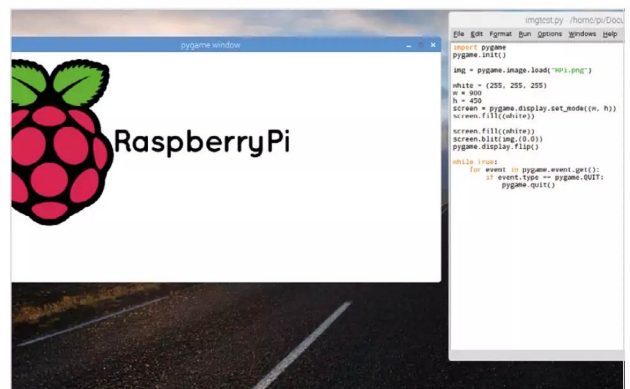 pygame window
RaspberryPi
imgtest.py /home/pi/Docu
File Edit Format Run Options Windows Help
import pygame
pygame.init()
img = pygame.image.load("RPi.png")
white = (255, 255, 255)
w = 900
h = 450
screen = pygame.display.set_mode((w, h))
screen.fill((white))
screen.fill((white))
screen.blit(img,(0,0))
pygame.display.flip()
while True:
    for event in pygame.event.get():
        if event.type == pygame.QUIT:
            pygame.quit()